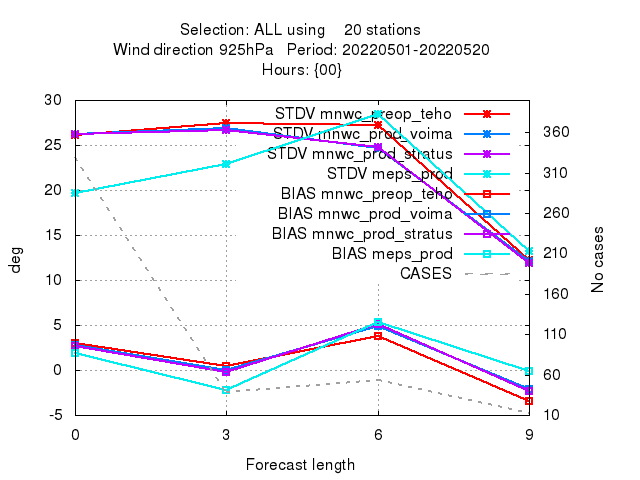 Selection: ALL using 20 stations
Wind direction 925hPa Period: 20220501-20220520
Hours: {00}
STDV mnwc_preop_teho
STDV mnwc_prod_voima
STDV mnwc_prod_stratus
STDV meps_prod
BIAS mnwc_preop_teho
BIAS mnwc_prod_voima
BIAS mnwc_prod_stratus
BIAS meps_prod
CASES
30
25
20
15
10
5
0
-5
deg
360
310
260
210
160
110
60
10
No cases
0 3 6 9
Forecast length